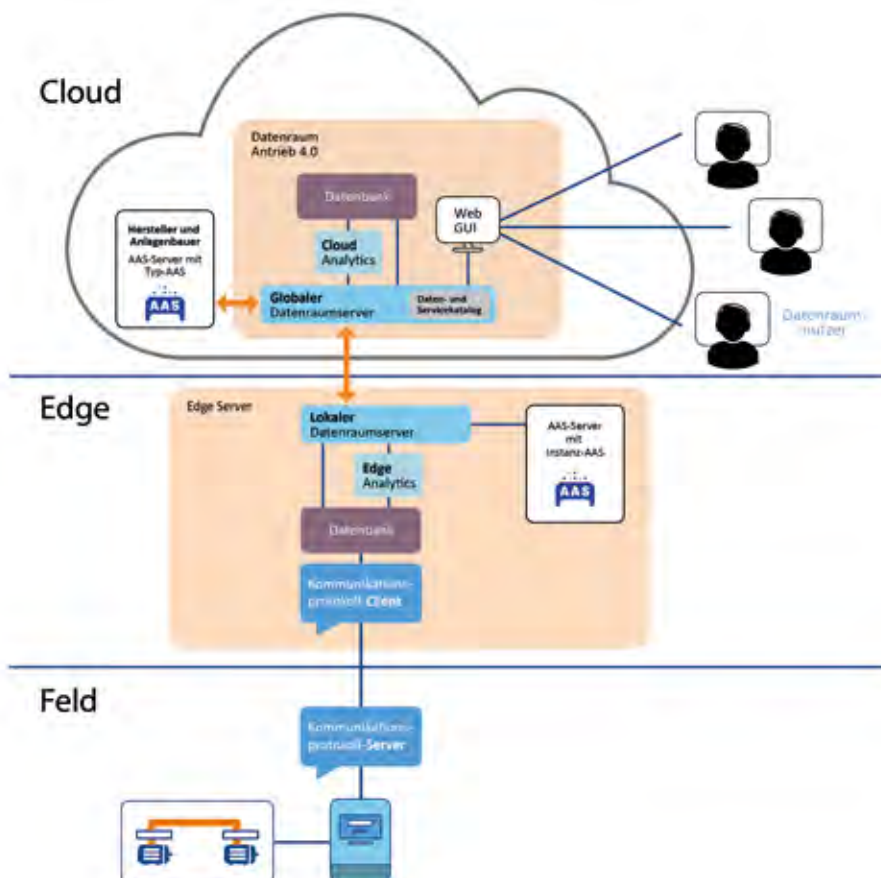 Cloud
Datenraum
Antrieb 4.0
Datenbank
Web
GUI
Hersteller und
Anlagenbauer
AAS-Server mit
Typ-AAS
AAS
Cloud
Analytics
Globaler
Datenraumserver
Daten- und
Servicekatalog
Datenraum-
nutzer
Edge
Edge Server
Lokaler
Datenraumserver
AAS-Server
mit
Instanz-AAS
AAS
Edge
Analytics
Datenbank
Kommunikations-
protokoll-Client
Feld
Kommunikations-
protokoll-Server